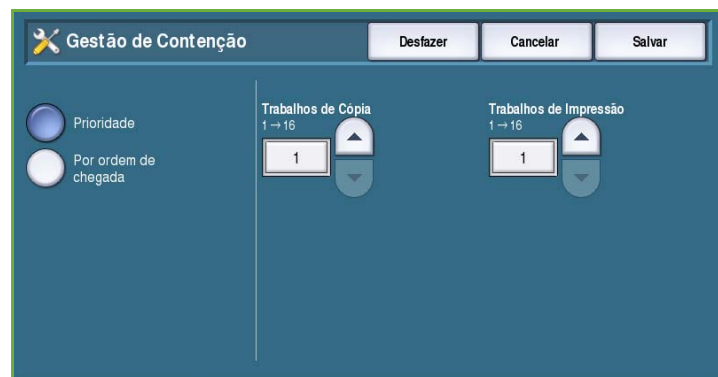 Gestão de Contenção
Desfazer
Cancelar
Salvar
Prioridade
Por ordem de
chegada
Trabalhos de Cópia
1→16
1
Trabalhos de Impressão
1→16
1